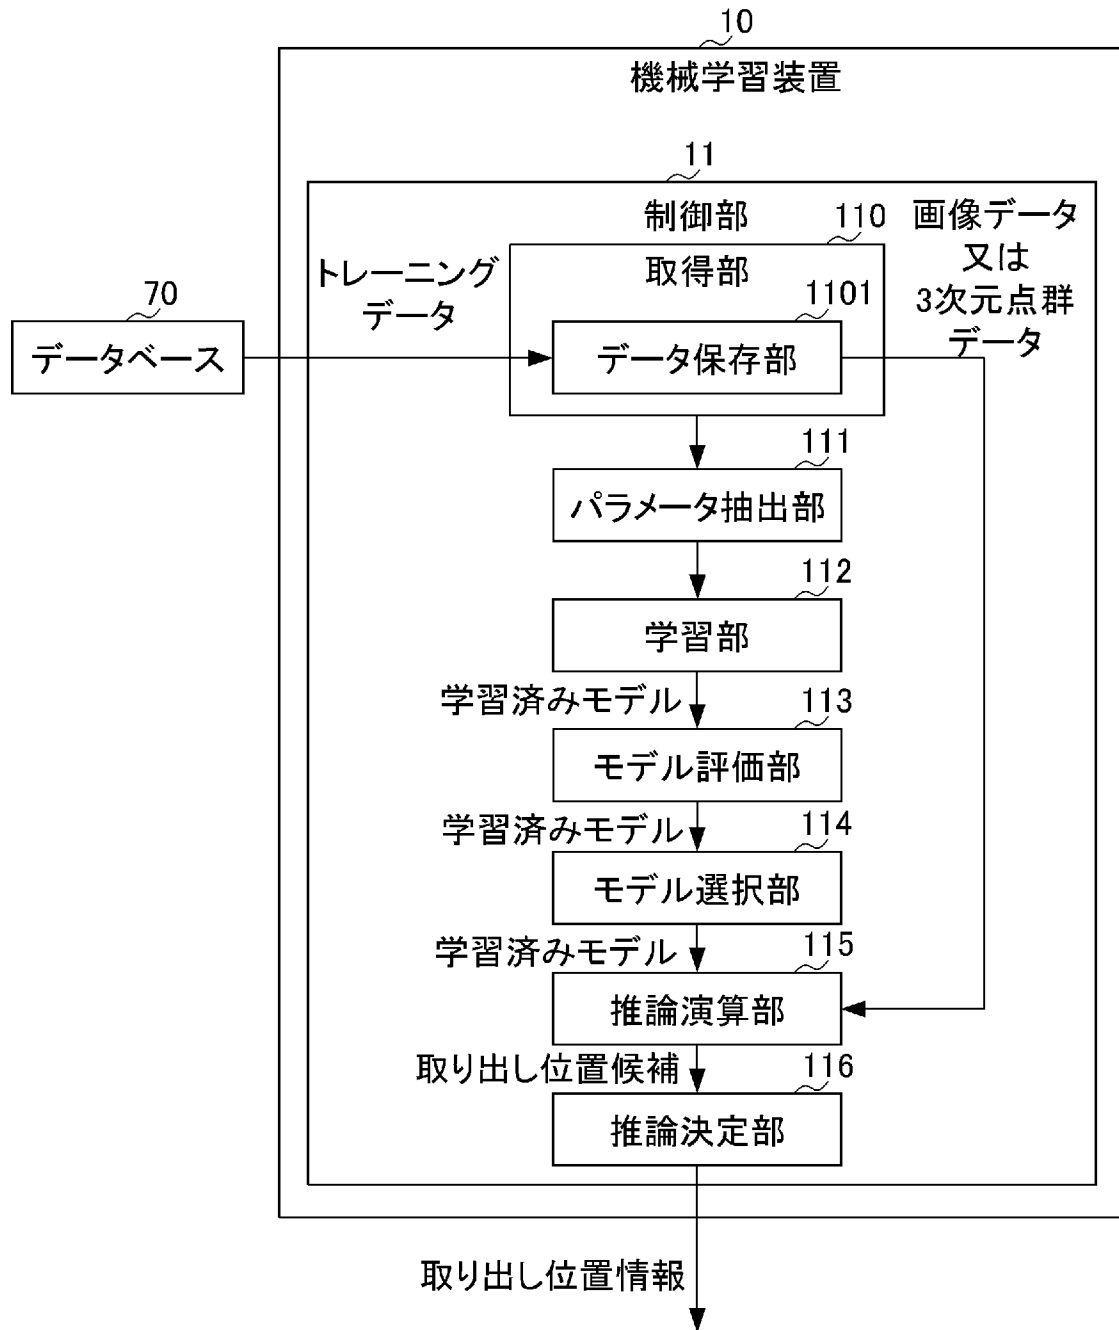 10
機械学習装置
11
制御部
110
取得部
画像データ
又は
3次元点群
データ
トレーニング
データ
70
データベース
1101
データ保存部
111
パラメータ抽出部
112
学習部
学習済みモデル
113
モデル評価部
学習済みモデル
114
モデル選択部
学習済みモデル
115
推論演算部
取り出し位置候補
116
推論決定部
取り出し位置情報